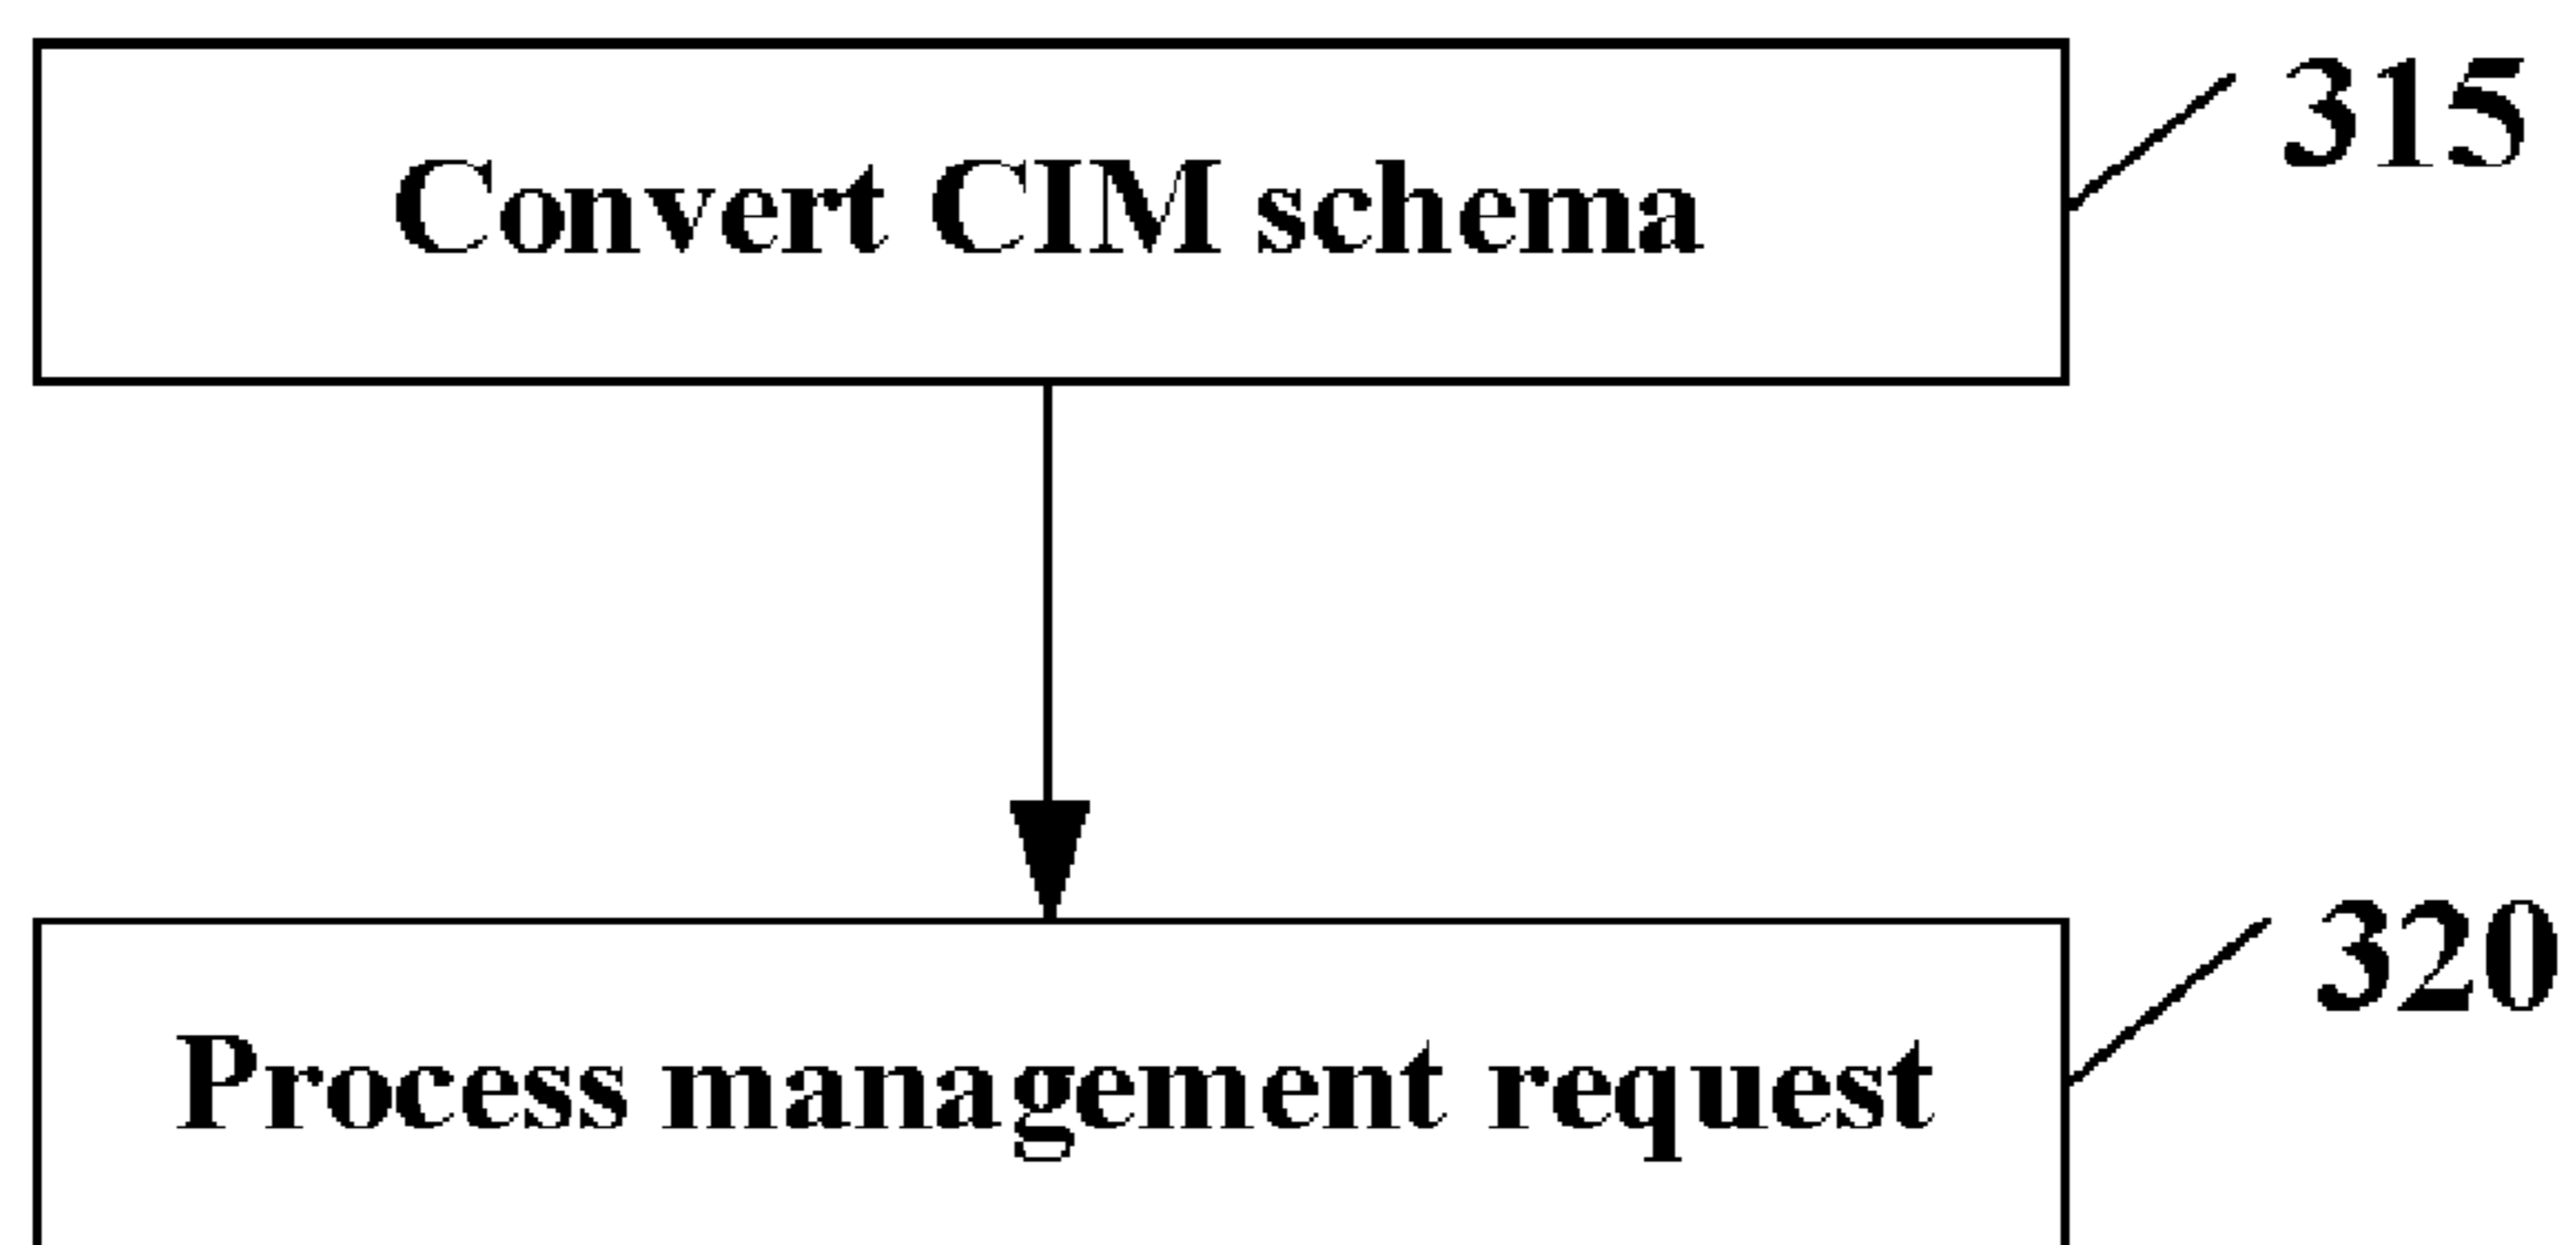 315
Convert CIM schema
320
Process management request